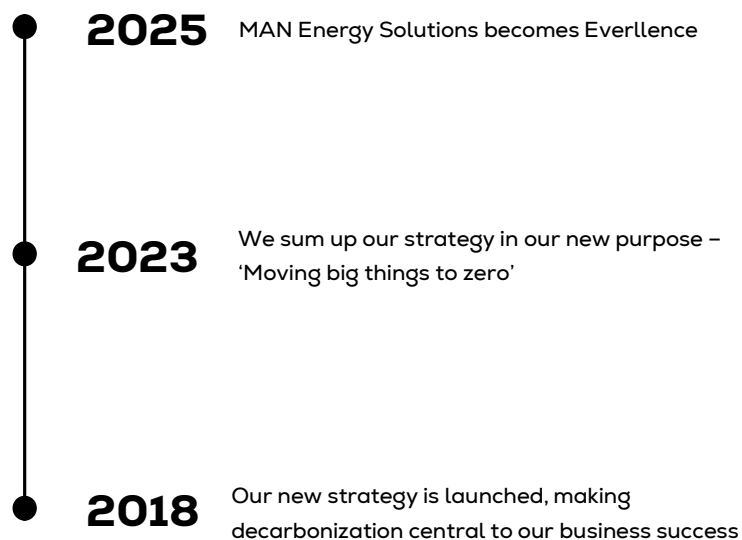 2025 MAN Energy Solutions becomes Everllence
2023 We sum up our strategy in our new purpose –
‘Moving big things to zero’
2018 Our new strategy is launched, making
decarbonization central to our business success